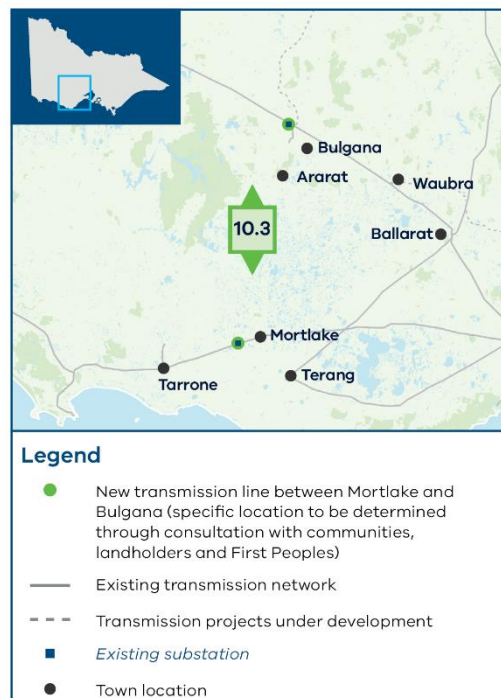 Bulgana
Ararat
Waubra
10.3
Ballarat
Mortlake
Tarrone
Terang
Legend
New transmission line between Mortlake and
Bulgana (specific location to be determined
through consultation with communities,
landholders and First Peoples)
Existing transmission network
Transmission projects under development
Existing substation
Town location